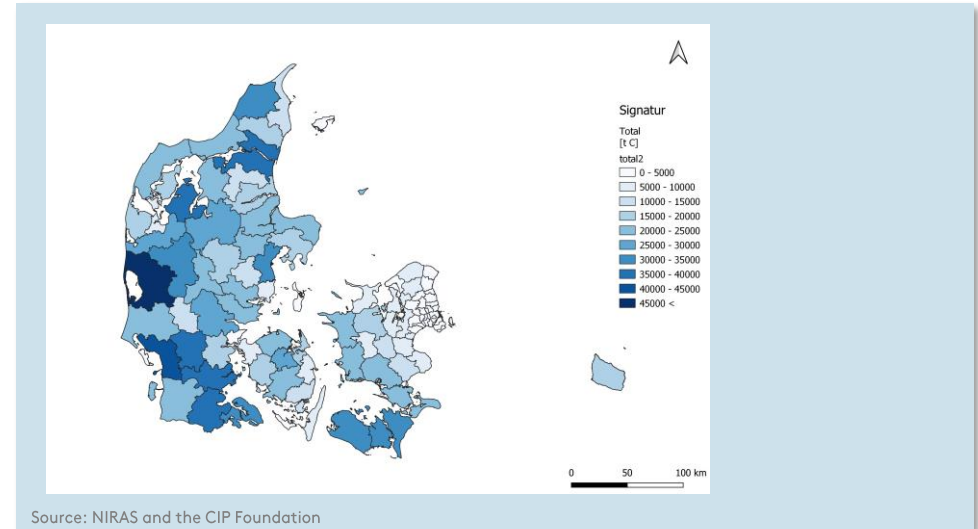 Signatur
Total
[t C]
total2
0 - 5000
5000 - 10000
10000 - 15000
15000 - 20000
20000 - 25000
25000 - 30000
30000 - 35000
35000 - 40000
40000 - 45000
45000 <
0 50 100 km
Source: NIRAS and the CIP Foundation